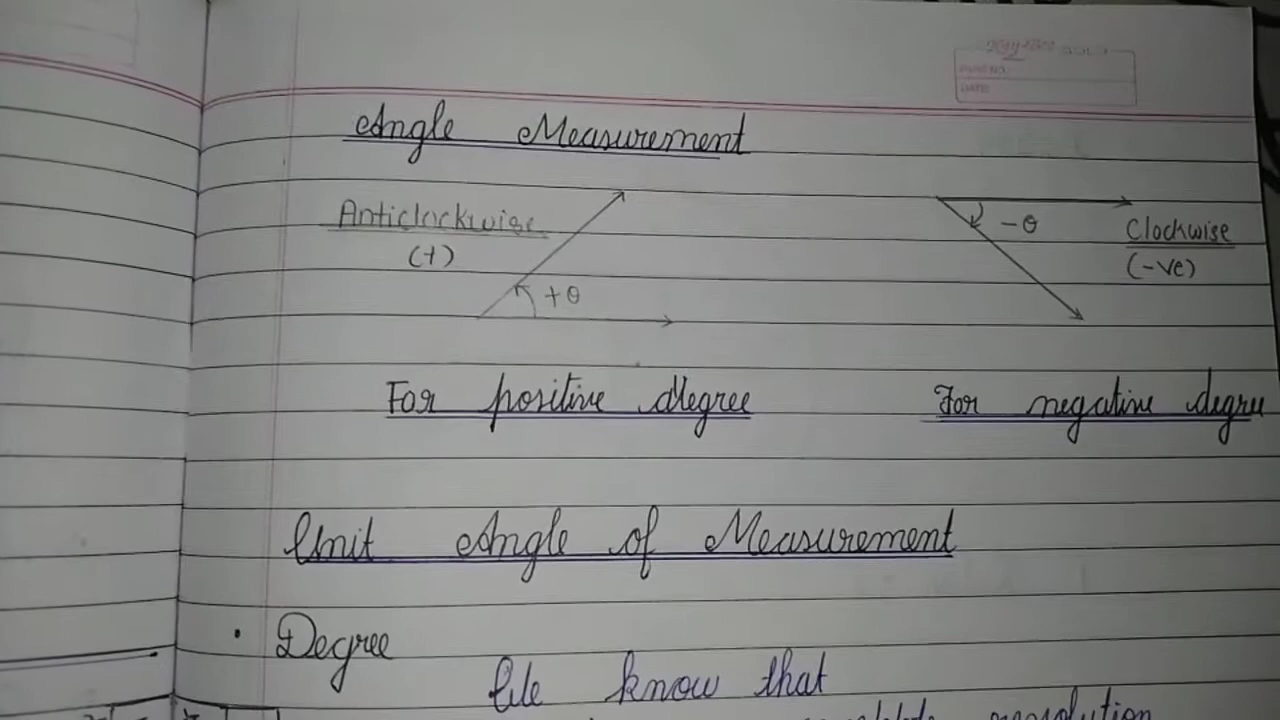 Angle Measurement
Anticlockwise
(+)
+θ
-θ
Clockwise
(-ve)
For positive degree
For negative degree
Unit Angle of Measurement
• Degree
We know that